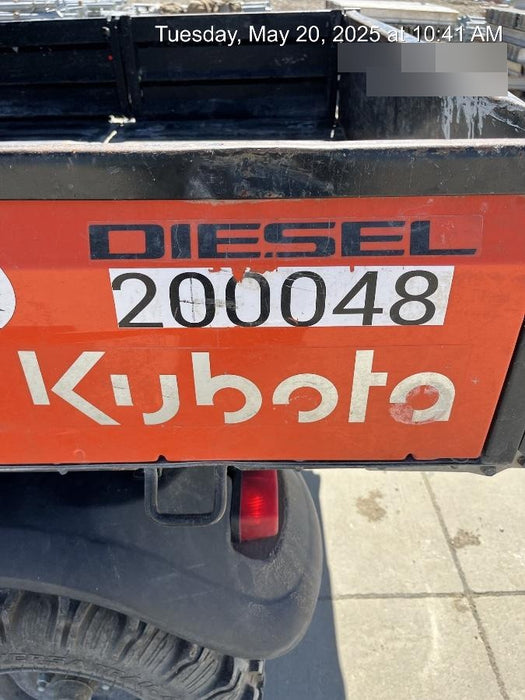 Tuesday, May 20, 2025 at 10:41 AM
DIESEL
200048
Kubota